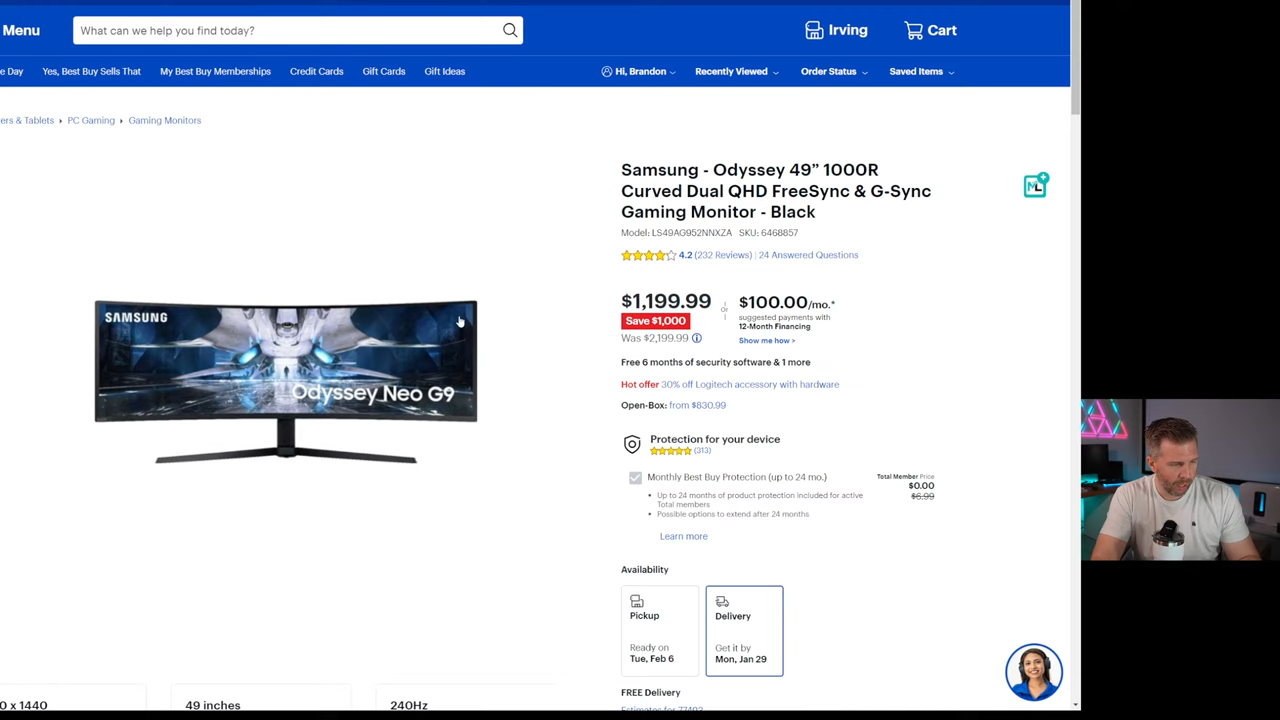 Menu
What can we help you find today?
Irving
Cart
e Day
Yes, Best Buy Sells That
My Best Buy Memberships
Credit Cards
Gift Cards
Gift Ideas
Hi, Brandon
Recently Viewed
Order Status
Saved Items
ers & Tablets
PC Gaming
Gaming Monitors
Samsung - Odyssey 49” 1000R
Curved Dual QHD FreeSync & G-Sync
Gaming Monitor - Black
ML
Model: LS49AG952NNXZA SKU: 6468857
4.2 (232 Reviews) | 24 Answered Questions
SAMSUNG
Odyssey Neo G9
$1,199.99
Save $1,000
Was $2,199.99
Or
$100.00/mo.*
suggested payments with
12-Month Financing
Show me how >
Free 6 months of security software & 1 more
Hot offer 30% off Logitech accessory with hardware
Open-Box: from $830.99
Protection for your device
(313)
Monthly Best Buy Protection (up to 24 mo.)
• Up to 24 months of product protection included for active
Total members
• Possible options to extend after 24 months
Total Member Price
$0.00
$6.99
Learn more
Availability
Pickup
Ready on
Tue, Feb 6
Delivery
Get it by
Mon, Jan 29
FREE Delivery
Estimates for 77493
0 x 1440
49 inches
240Hz